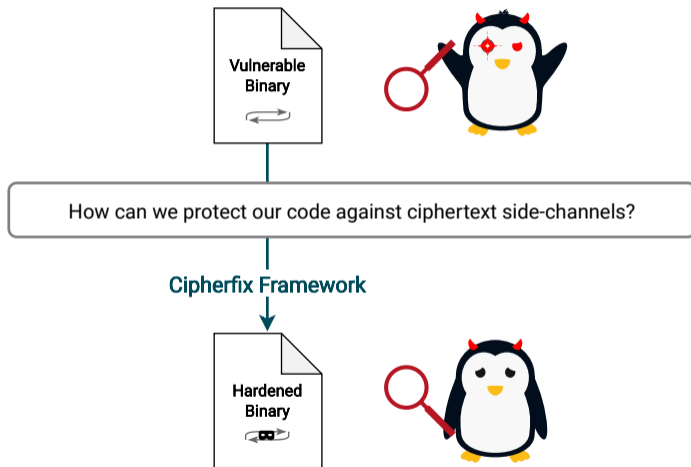 Vulnerable
Binary
How can we protect our code against ciphertext side-channels?
Cipherfix Framework
Hardened
Binary